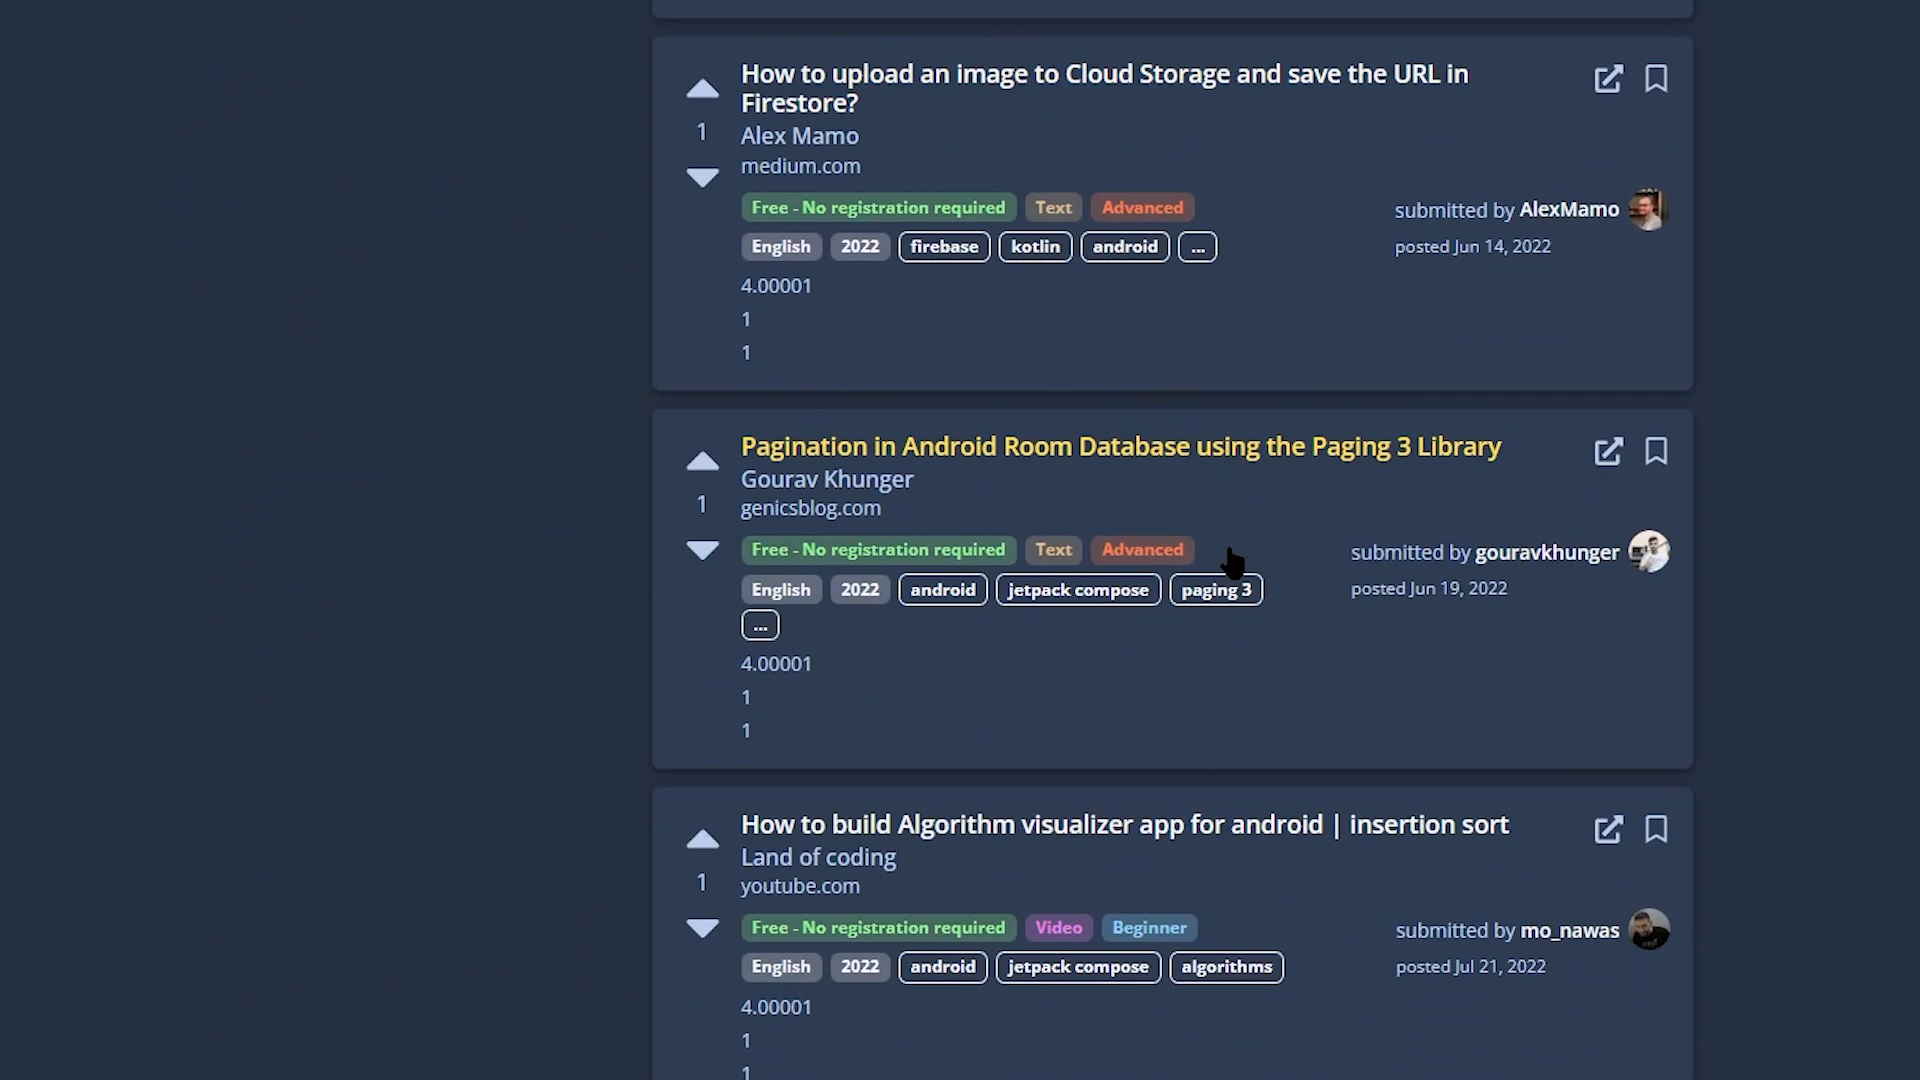 How to upload an image to Cloud Storage and save the URL in
Firestore?
1
Alex Mamo
medium.com
Free - No registration required Text Advanced
submitted by AlexMamo
English 2022 firebase kotlin android ...
posted Jun 14, 2022
4.00001
1
1
Pagination in Android Room Database using the Paging 3 Library
Gourav Khunger
1
genicsblog.com
Free - No registration required Text Advanced
submitted by gouravkhunger
English 2022 android jetpack compose paging 3
posted Jun 19, 2022
...
4.00001
1
1
How to build Algorithm visualizer app for android | insertion sort
Land of coding
1
youtube.com
Free - No registration required Video Beginner
submitted by mo_nawas
English 2022 android jetpack compose algorithms
posted Jul 21, 2022
4.00001
1
1